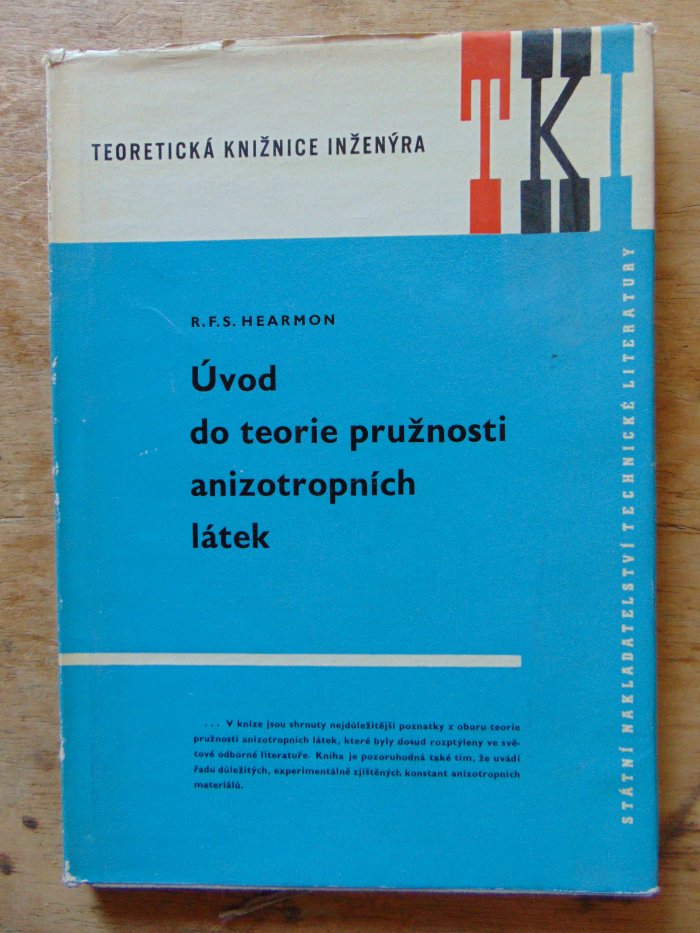 TEORETICKÁ KNIŽNICE INŽENÝRA
TKI
R.F.S. HEARMON
Úvod
do teorie pružnosti
anizotropních
látek
... V knize jsou shrnuty nejdůležitější poznatky z oboru teorie
pružnosti anizotropních látek, které byly dosud rozptýleny ve svě-
tové odborné literatuře. Kniha je pozoruhodná také tím, že uvádí
řadu důležitých, experimentálně zjištěných konstant anizotropních
materiálů.
STÁTNÍ NAKLADATELSTVÍ TECHNICKÉ LITERATURY